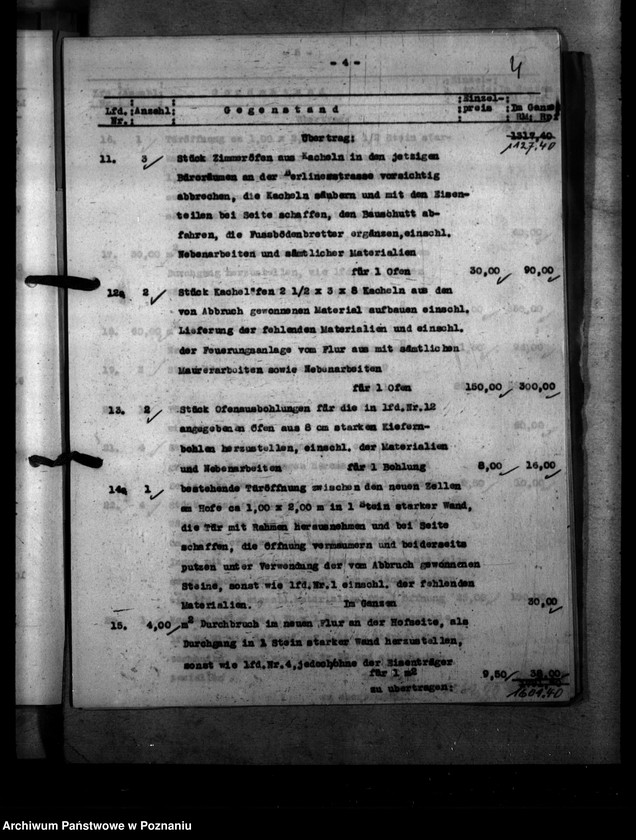 - 4 -
4
Lfd. Nr. Anzahl Gegenstand Einzelpreis Im Ganzen RM; Rpf
Übertrag: 1317,40
1127.40
11. 3 Stück Zimmeröfen aus Kacheln in den jetzigen
Büroräumen an der Berlinesstrasse vorsichtig
abbrechen, die Kacheln säubern und mit den Eisen-
teilen bei Seite schaffen, den Bauschutt ab-
fahren, die Fussbödenbretter ergänzen,einschl.
Nebenarbeiten und sämtlicher Materialien
für 1 Ofen 30,00 90,00
12a 2 Stück Kachelöfen 2 1/2 x 3 x 8 Kacheln aus den
von Abbruch gewonnenen Material aufbauen einschl.
Lieferung der fehlenden Materialien und einschl.
der Feuerungsanlage vom Flur aus mit sämtlichen
Maurerarbeiten sowie Nebenarbeiten
für 1 Ofen 150,00 300,00
13. 2 Stück Ofenausbohlungen für die in lfd.Nr.12
angegebenen Öfen aus 8 cm starken Kiefern-
bohlen herzustellen, einschl. der Materialien
und Nebenarbeiten für 1 Bohlung 8,00 16,00
14a 1 bestehende Türöffnung zwischen den neuen Zellen
am Hofe ca 1,00 x 2,00 m in 1 Stein starker Wand,
die Tür mit Rahmen herausnehmen und bei Seite
schaffen, die Öffnung vermauern und beiderseits
putzen unter Verwendung der vom Abbruch gewonnenen
Steine, sonst wie lfd.Nr.1 einschl. der fehlenden
Materialien. Im Ganzen 30,00
15. 4,00 m2 Durchbruch im neuen Flur an der Hofseite, als
Durchgang in 1 Stein starker Wand herzustellen,
sonst wie lfd.Nr.4,jedoch ohne der Eisenträger
für 1 m2 9,50 38,00
zu übertragen:
1601.40
Archiwum Państwowe w Poznaniu